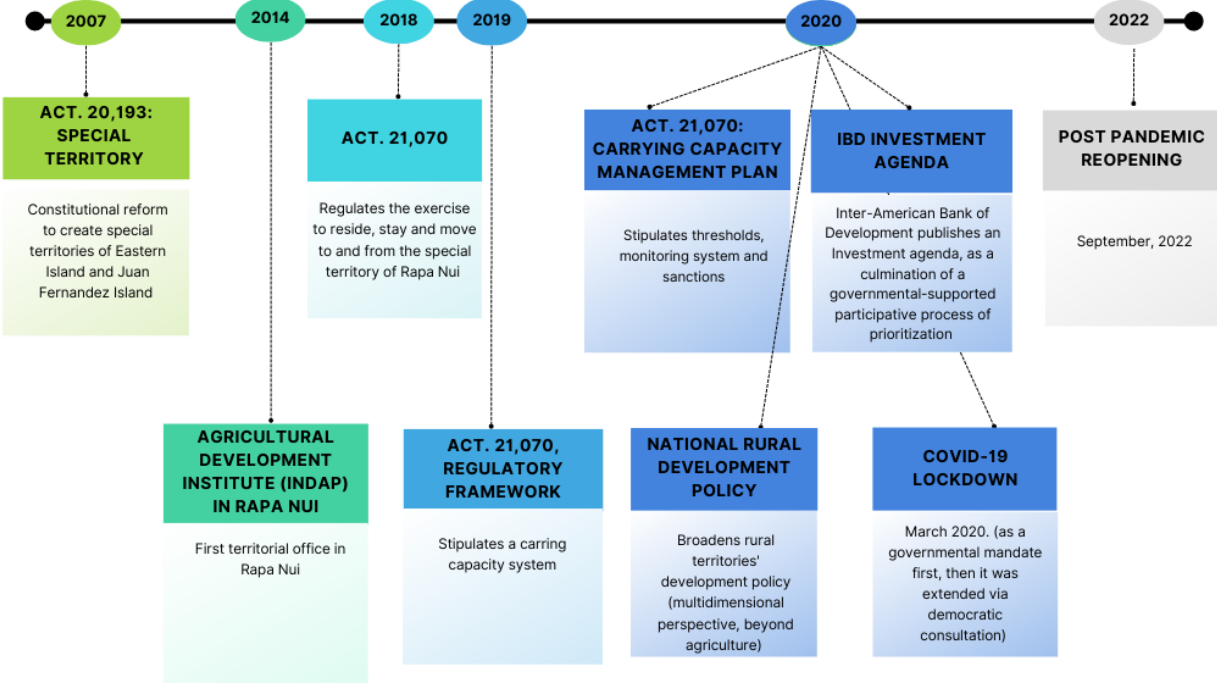 2007
2014
2018
2019
2020
2022
ACT. 20,193:
SPECIAL
TERRITORY
Constitutional reform
to create special
territories of Eastern
Island and Juan
Fernandez Island
ACT. 21,070
Regulates the exercise
to reside, stay and move
to and from the special
territory of Rapa Nui
ACT. 21,070:
CARRYING CAPACITY
MANAGEMENT PLAN
Stipulates thresholds,
monitoring system and
sanctions
IBD INVESTMENT
AGENDA
Inter-American Bank of
Development publishes an
Investment agenda, as a
culmination of a
governmental-supported
participative process of
prioritization
POST PANDEMIC
REOPENING
September, 2022
AGRICULTURAL
DEVELOPMENT
INSTITUTE (INDAP)
IN RAPA NUI
First territorial office in
Rapa Nui
ACT. 21,070,
REGULATORY
FRAMEWORK
Stipulates a carring
capacity system
NATIONAL RURAL
DEVELOPMENT
POLICY
Broadens rural
territories'
development policy
(multidimensional
perspective, beyond
agriculture)
COVID-19
LOCKDOWN
March 2020. (as a
governmental mandate
first, then it was
extended via
democratic
consultation)